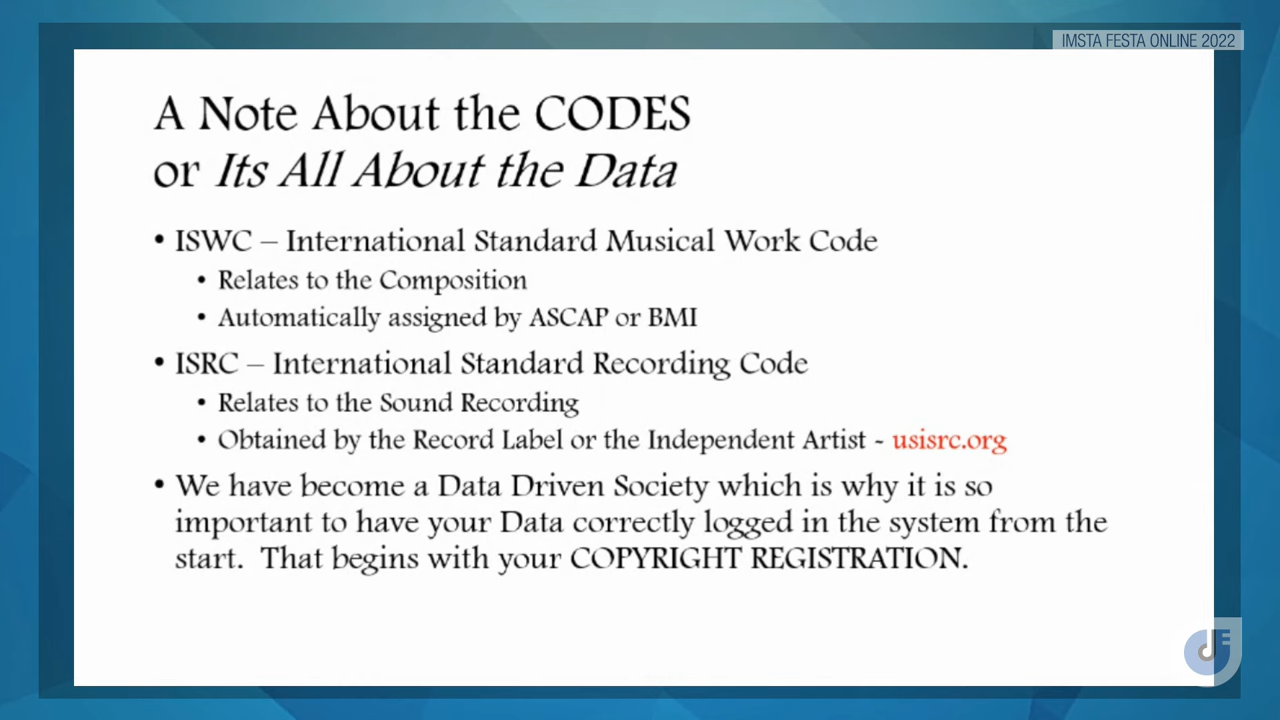 IMSTA FESTA ONLINE 2022
A Note About the CODES
or Its All About the Data
• ISWC – International Standard Musical Work Code
• Relates to the Composition
• Automatically assigned by ASCAP or BMI
• ISRC – International Standard Recording Code
• Relates to the Sound Recording
• Obtained by the Record Label or the Independent Artist - usisrc.org
• We have become a Data Driven Society which is why it is so
important to have your Data correctly logged in the system from the
start.  That begins with your COPYRIGHT REGISTRATION.